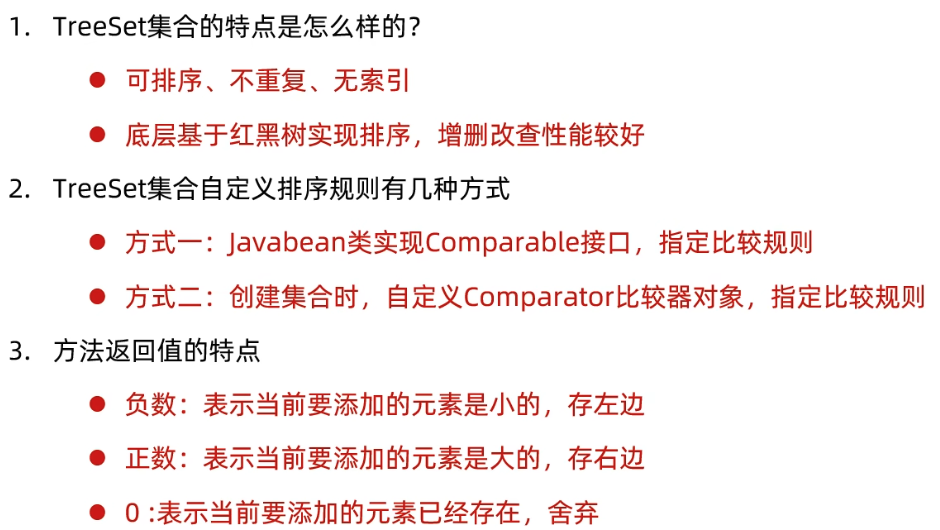 1. TreeSet集合的特点是怎么样的?
● 可排序、不重复、无索引
● 底层基于红黑树实现排序，增删改查性能较好
2. TreeSet集合自定义排序规则有几种方式
● 方式一：Javabean类实现Comparable接口，指定比较规则
● 方式二：创建集合时，自定义Comparator比较器对象，指定比较规则
3. 方法返回值的特点
● 负数：表示当前要添加的元素是小的，存左边
● 正数：表示当前要添加的元素是大的，存右边
● 0 :表示当前要添加的元素已经存在，舍弃